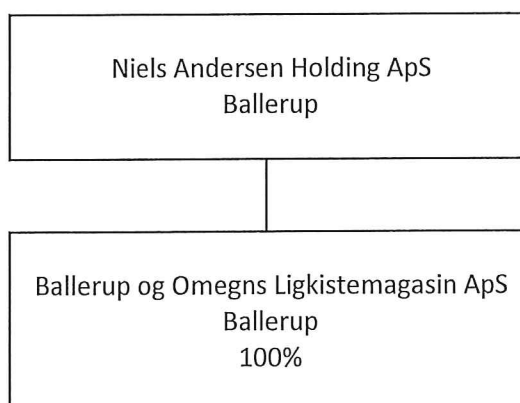 Niels Andersen Holding ApS
Ballerup
Ballerup og Omegns Ligkistemagasin ApS
Ballerup
100%